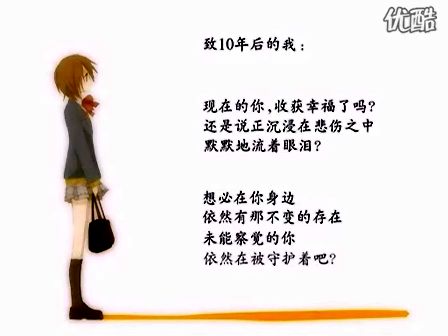 优酷
致10年后的我：
现在的你,收获幸福了吗?
还是说正沉浸在悲伤之中
默默地流着眼泪?
想必在你身边
依然有那不变的存在
未能察觉的你
依然在被守护着吧?